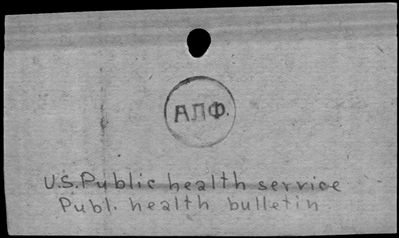 АЛФ.
U.S. Public health service
Publ. health bulletin